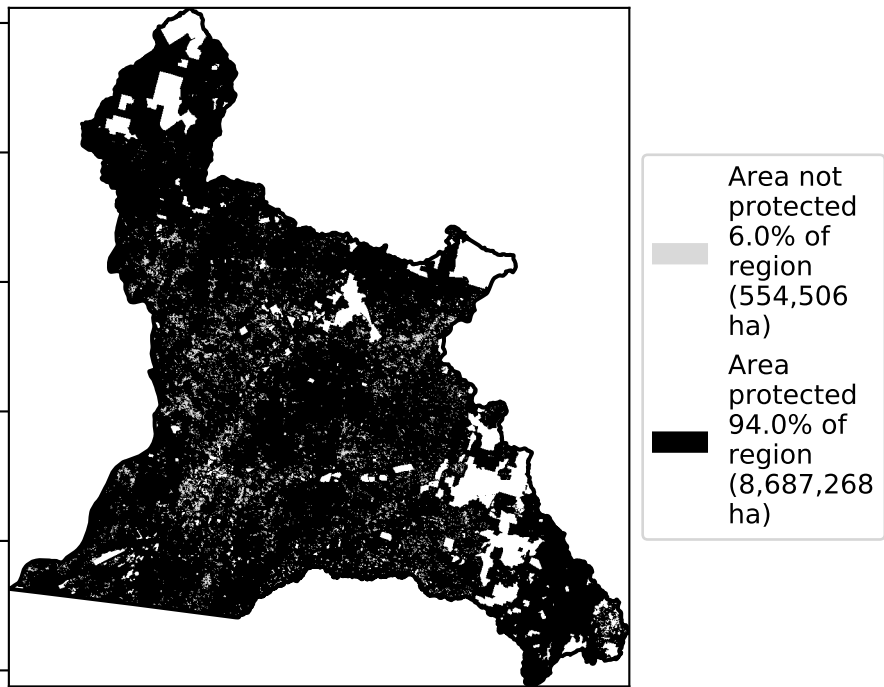 Area not
protected
6.0% of
region
(554,506
ha)
Area
protected
94.0% of
region
(8,687,268
ha)